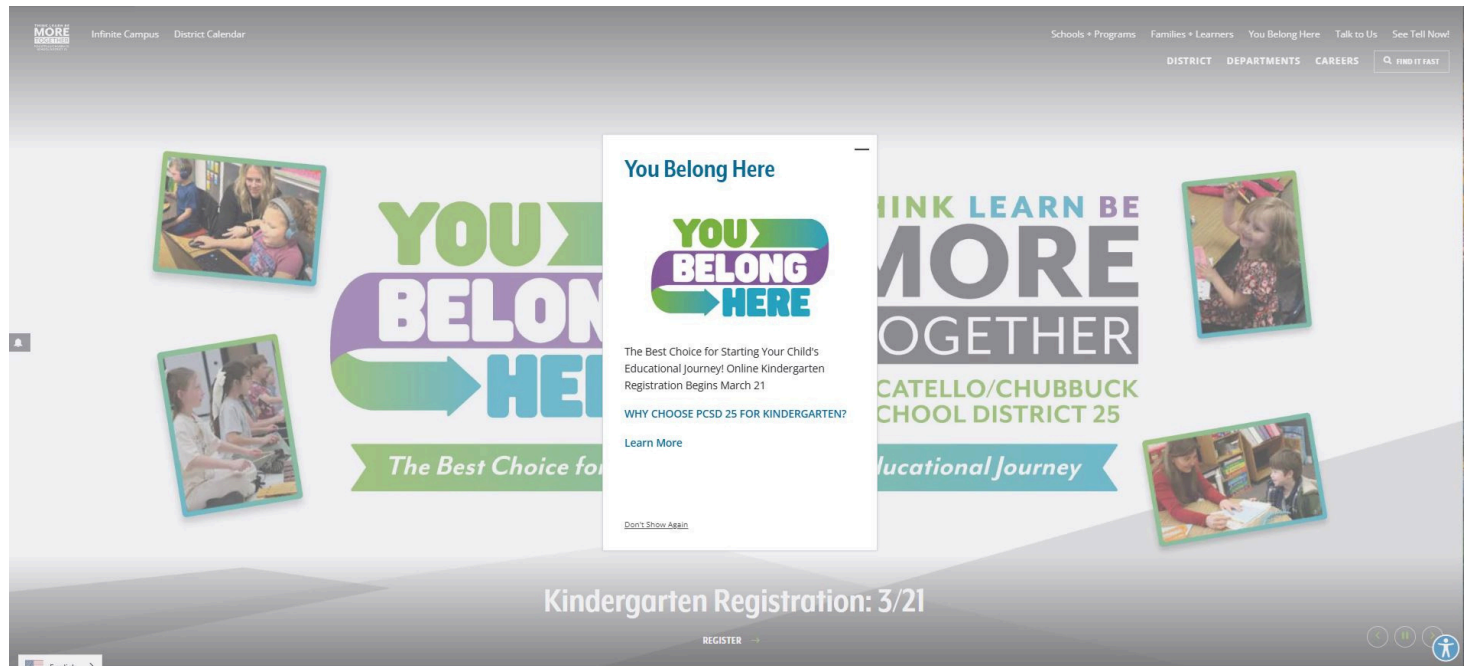 MORE
TOGETHER
Infinite Campus District Calendar
Schools + Programs Families + Learners You Belong Here Talk to Us See Tell Now!
DISTRICT DEPARTMENTS CAREERS FIND IT FAST
YOU
BELON
HE
The Best Choice for
You Belong Here
YOU
BELONG
HERE
The Best Choice for Starting Your Child's
Educational Journey! Online Kindergarten
Registration Begins March 21
WHY CHOOSE PCSD 25 FOR KINDERGARTEN?
Learn More
Don't Show Again
HINK LEARN BE
MORE
OGETHER
CATELLO/CHUBBUCK
CHOOL DISTRICT 25
ducational Journey
Kindergarten Registration: 3/21
REGISTER →